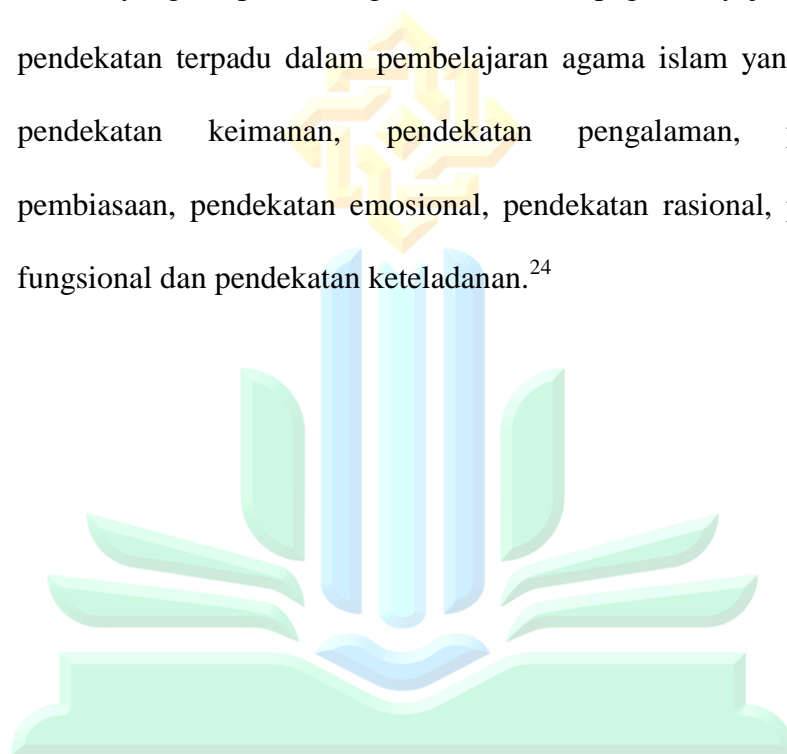 pendekatan terpadu dalam pembelajaran agama islam
pendekatan keimanan, pendekatan pengalaman,
pembiasaan, pendekatan emosional, pendekatan rasional,
fungsional dan pendekatan keteladanan.24